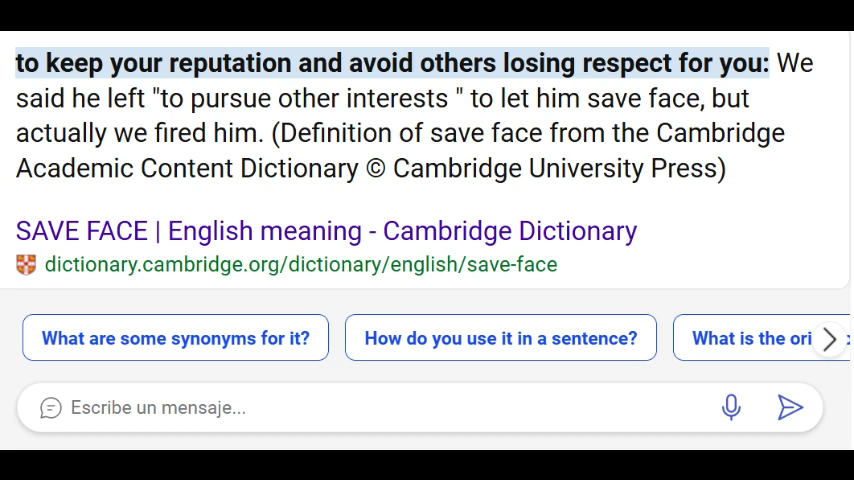 to keep your reputation and avoid others losing respect for you: We
said he left "to pursue other interests " to let him save face, but
actually we fired him. (Definition of save face from the Cambridge
Academic Content Dictionary © Cambridge University Press)
SAVE FACE | English meaning - Cambridge Dictionary
dictionary.cambridge.org/dictionary/english/save-face
What are some synonyms for it? How do you use it in a sentence? What is the
Escribe un mensaje...